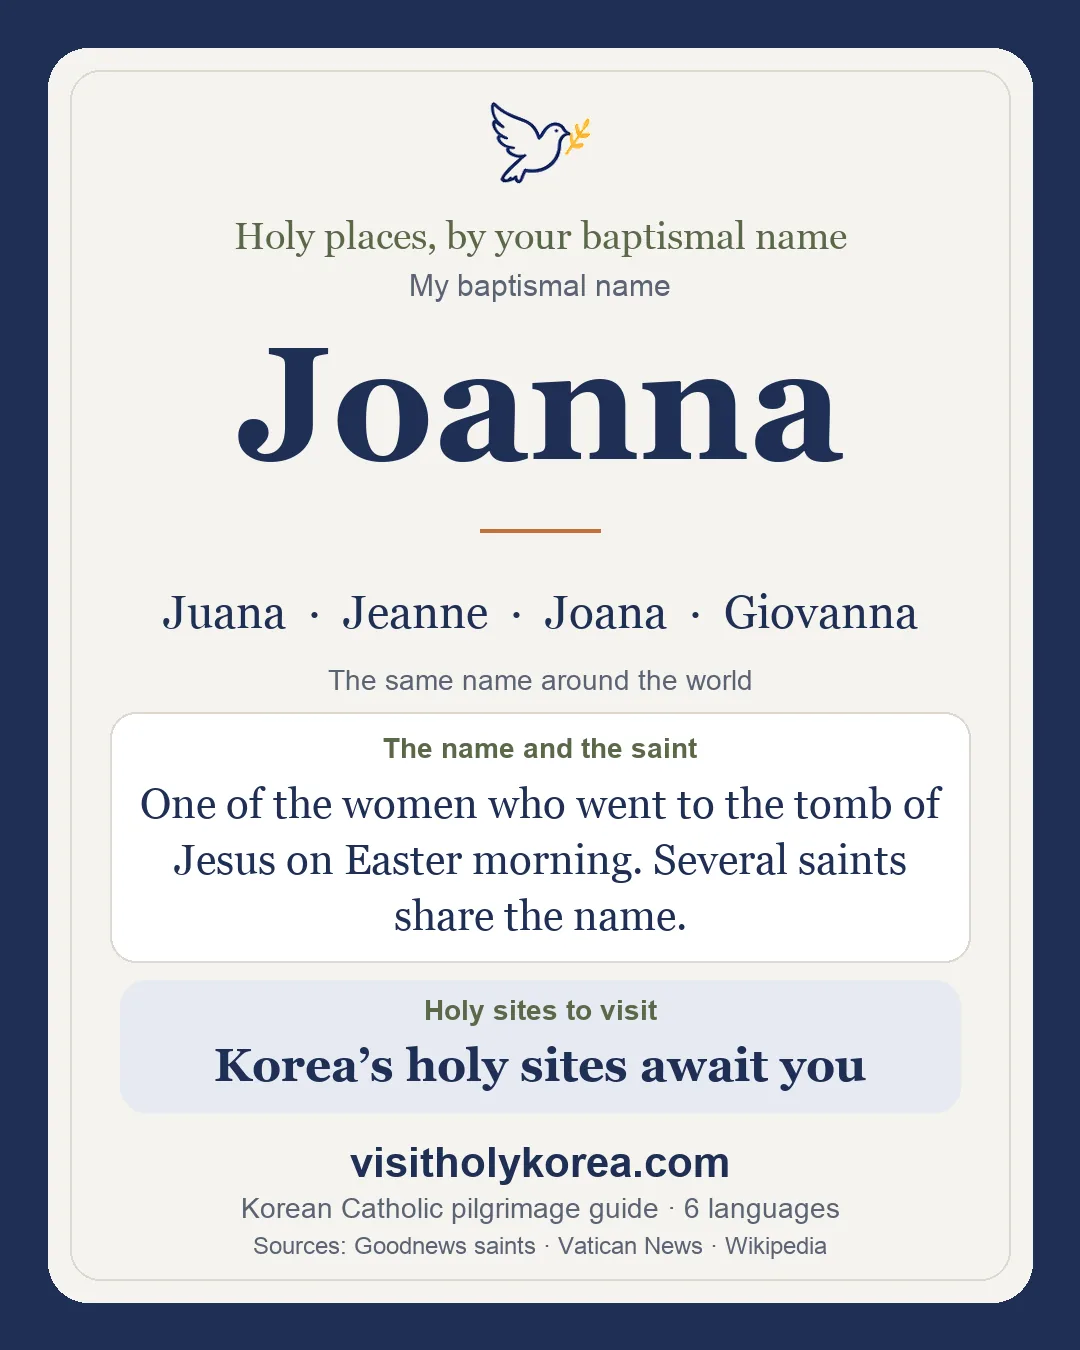 Holy places, by your baptismal name
My baptismal name
Joanna
Juana · Jeanne · Joana · Giovanna
The same name around the world
The name and the saint
One of the women who went to the tomb of
Jesus on Easter morning. Several saints
share the name.
Holy sites to visit
Korea’s holy sites await you
visitholykorea.com
Korean Catholic pilgrimage guide · 6 languages
Sources: Goodnews saints · Vatican News · Wikipedia